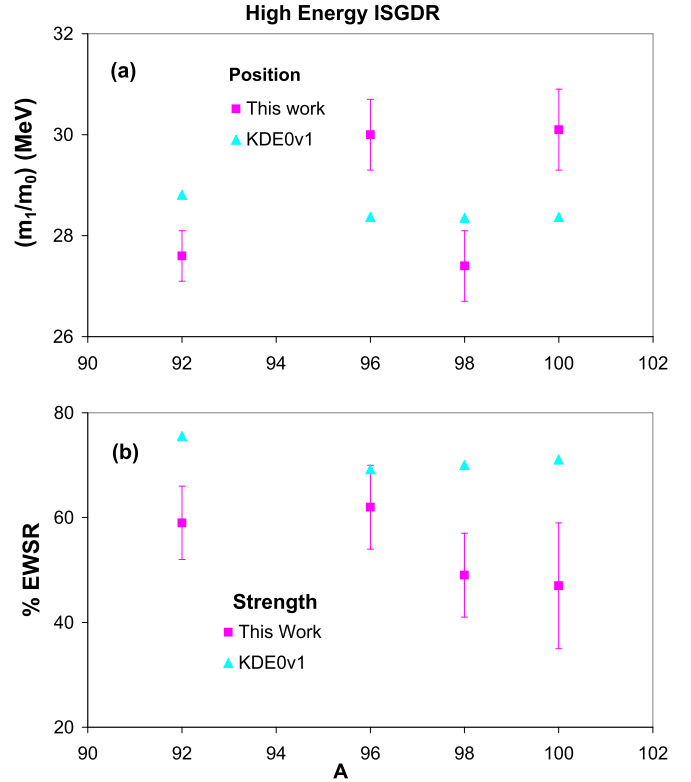 High Energy ISGDR
32
(a)
Position
This work
KDE0v1
30
(m1/m0) (MeV)
28
26
90 92 94 96 98 100 102
80
(b)
60
% EWSR
40
Strength
This Work
KDE0v1
20
90 92 94 96 98 100 102
A